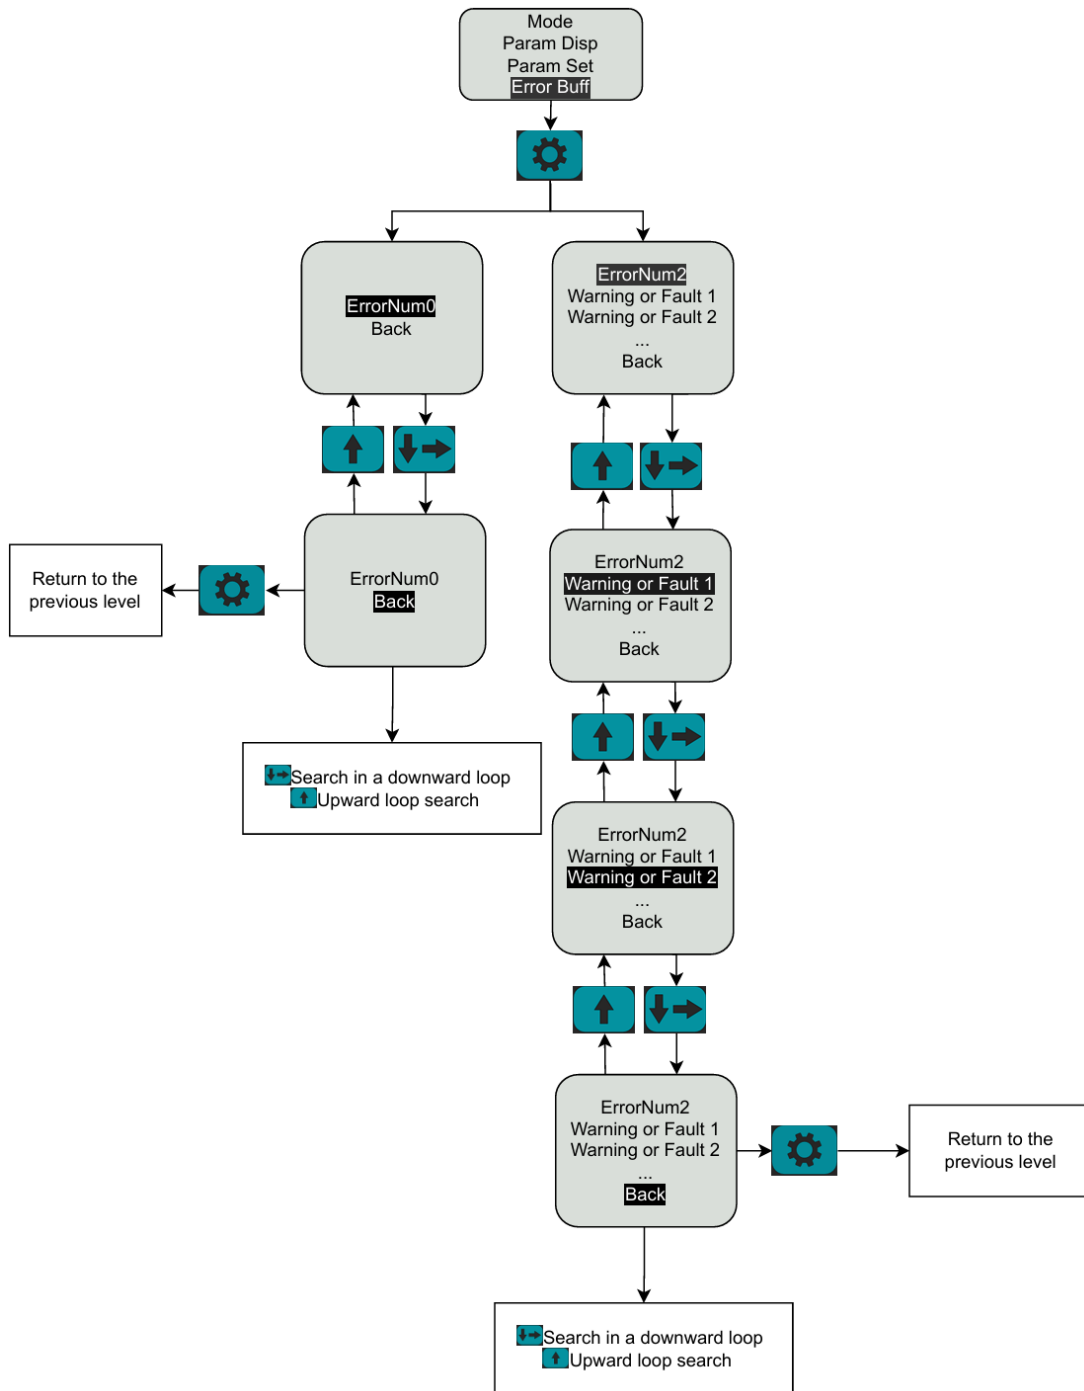 Mode
Param Disp
Param Set
Error Buff
ErrorNum0
Back
ErrorNum2
Warning or Fault 1
Warning or Fault 2
...
Back
ErrorNum0
Back
Return to the
previous level
Search in a downward loop
Upward loop search
ErrorNum2
Warning or Fault 1
Warning or Fault 2
...
Back
ErrorNum2
Warning or Fault 1
Warning or Fault 2
...
Back
ErrorNum2
Warning or Fault 1
Warning or Fault 2
...
Back
Return to the
previous level
Search in a downward loop
Upward loop search